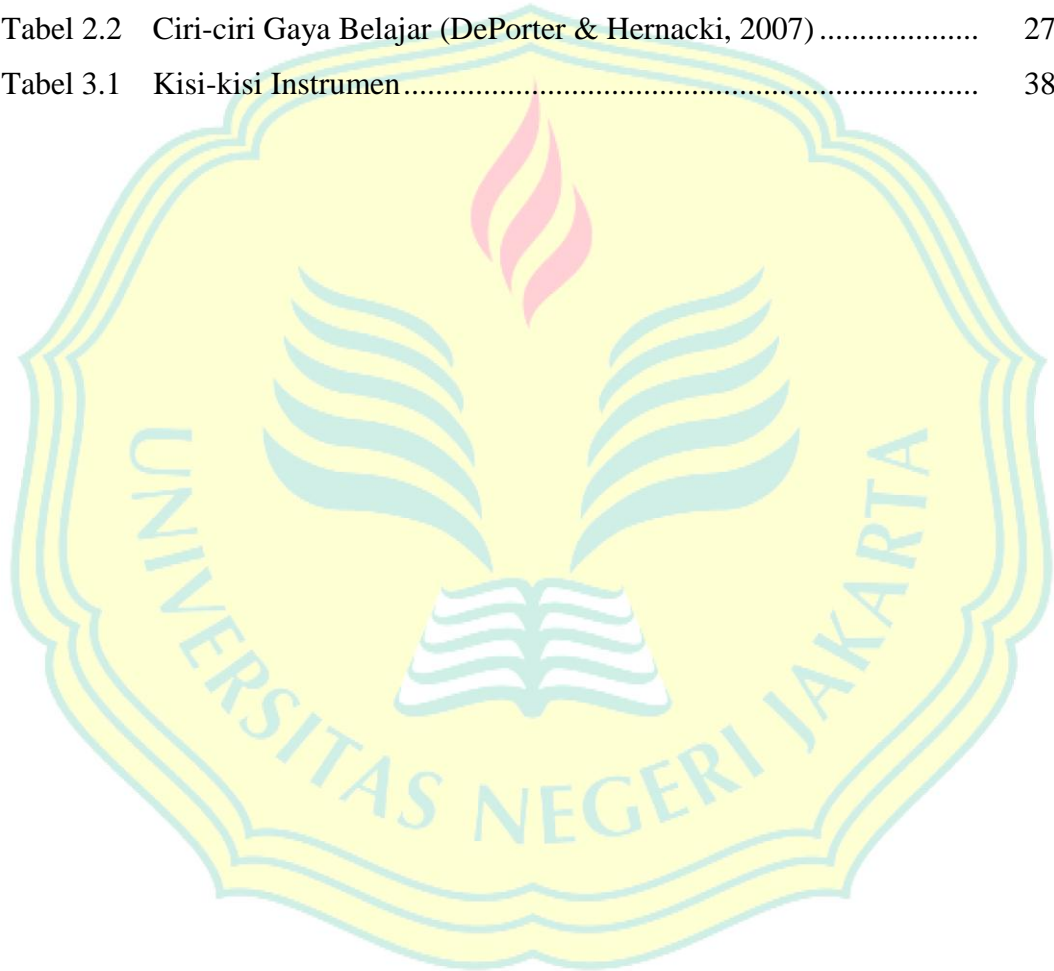 Tabel 2.2 Ciri-ciri Gaya Belajar (DePorter & Hernacki, 2007) ................... 27
Tabel 3.1 Kisi-kisi Instrumen............................................................. 38
UNIVERSITAS NEGERI JAKARTA